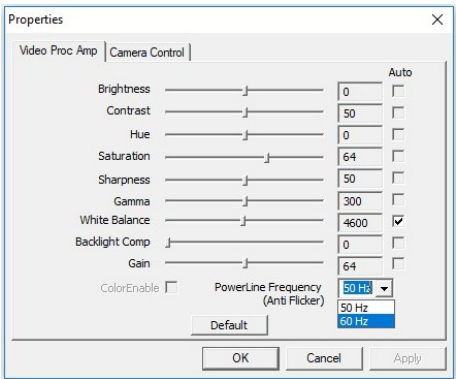 Properties
Video Proc Amp Camera Control
Auto
Brightness 0
Contrast 50
Hue 0
Saturation 64
Sharpness 50
Gamma 300
White Balance 4600
Backlight Comp 0
Gain 64
ColorEnable PowerLine Frequency 50 Hz
(Anti Flicker)
50 Hz
60 Hz
Default
OK Cancel Apply